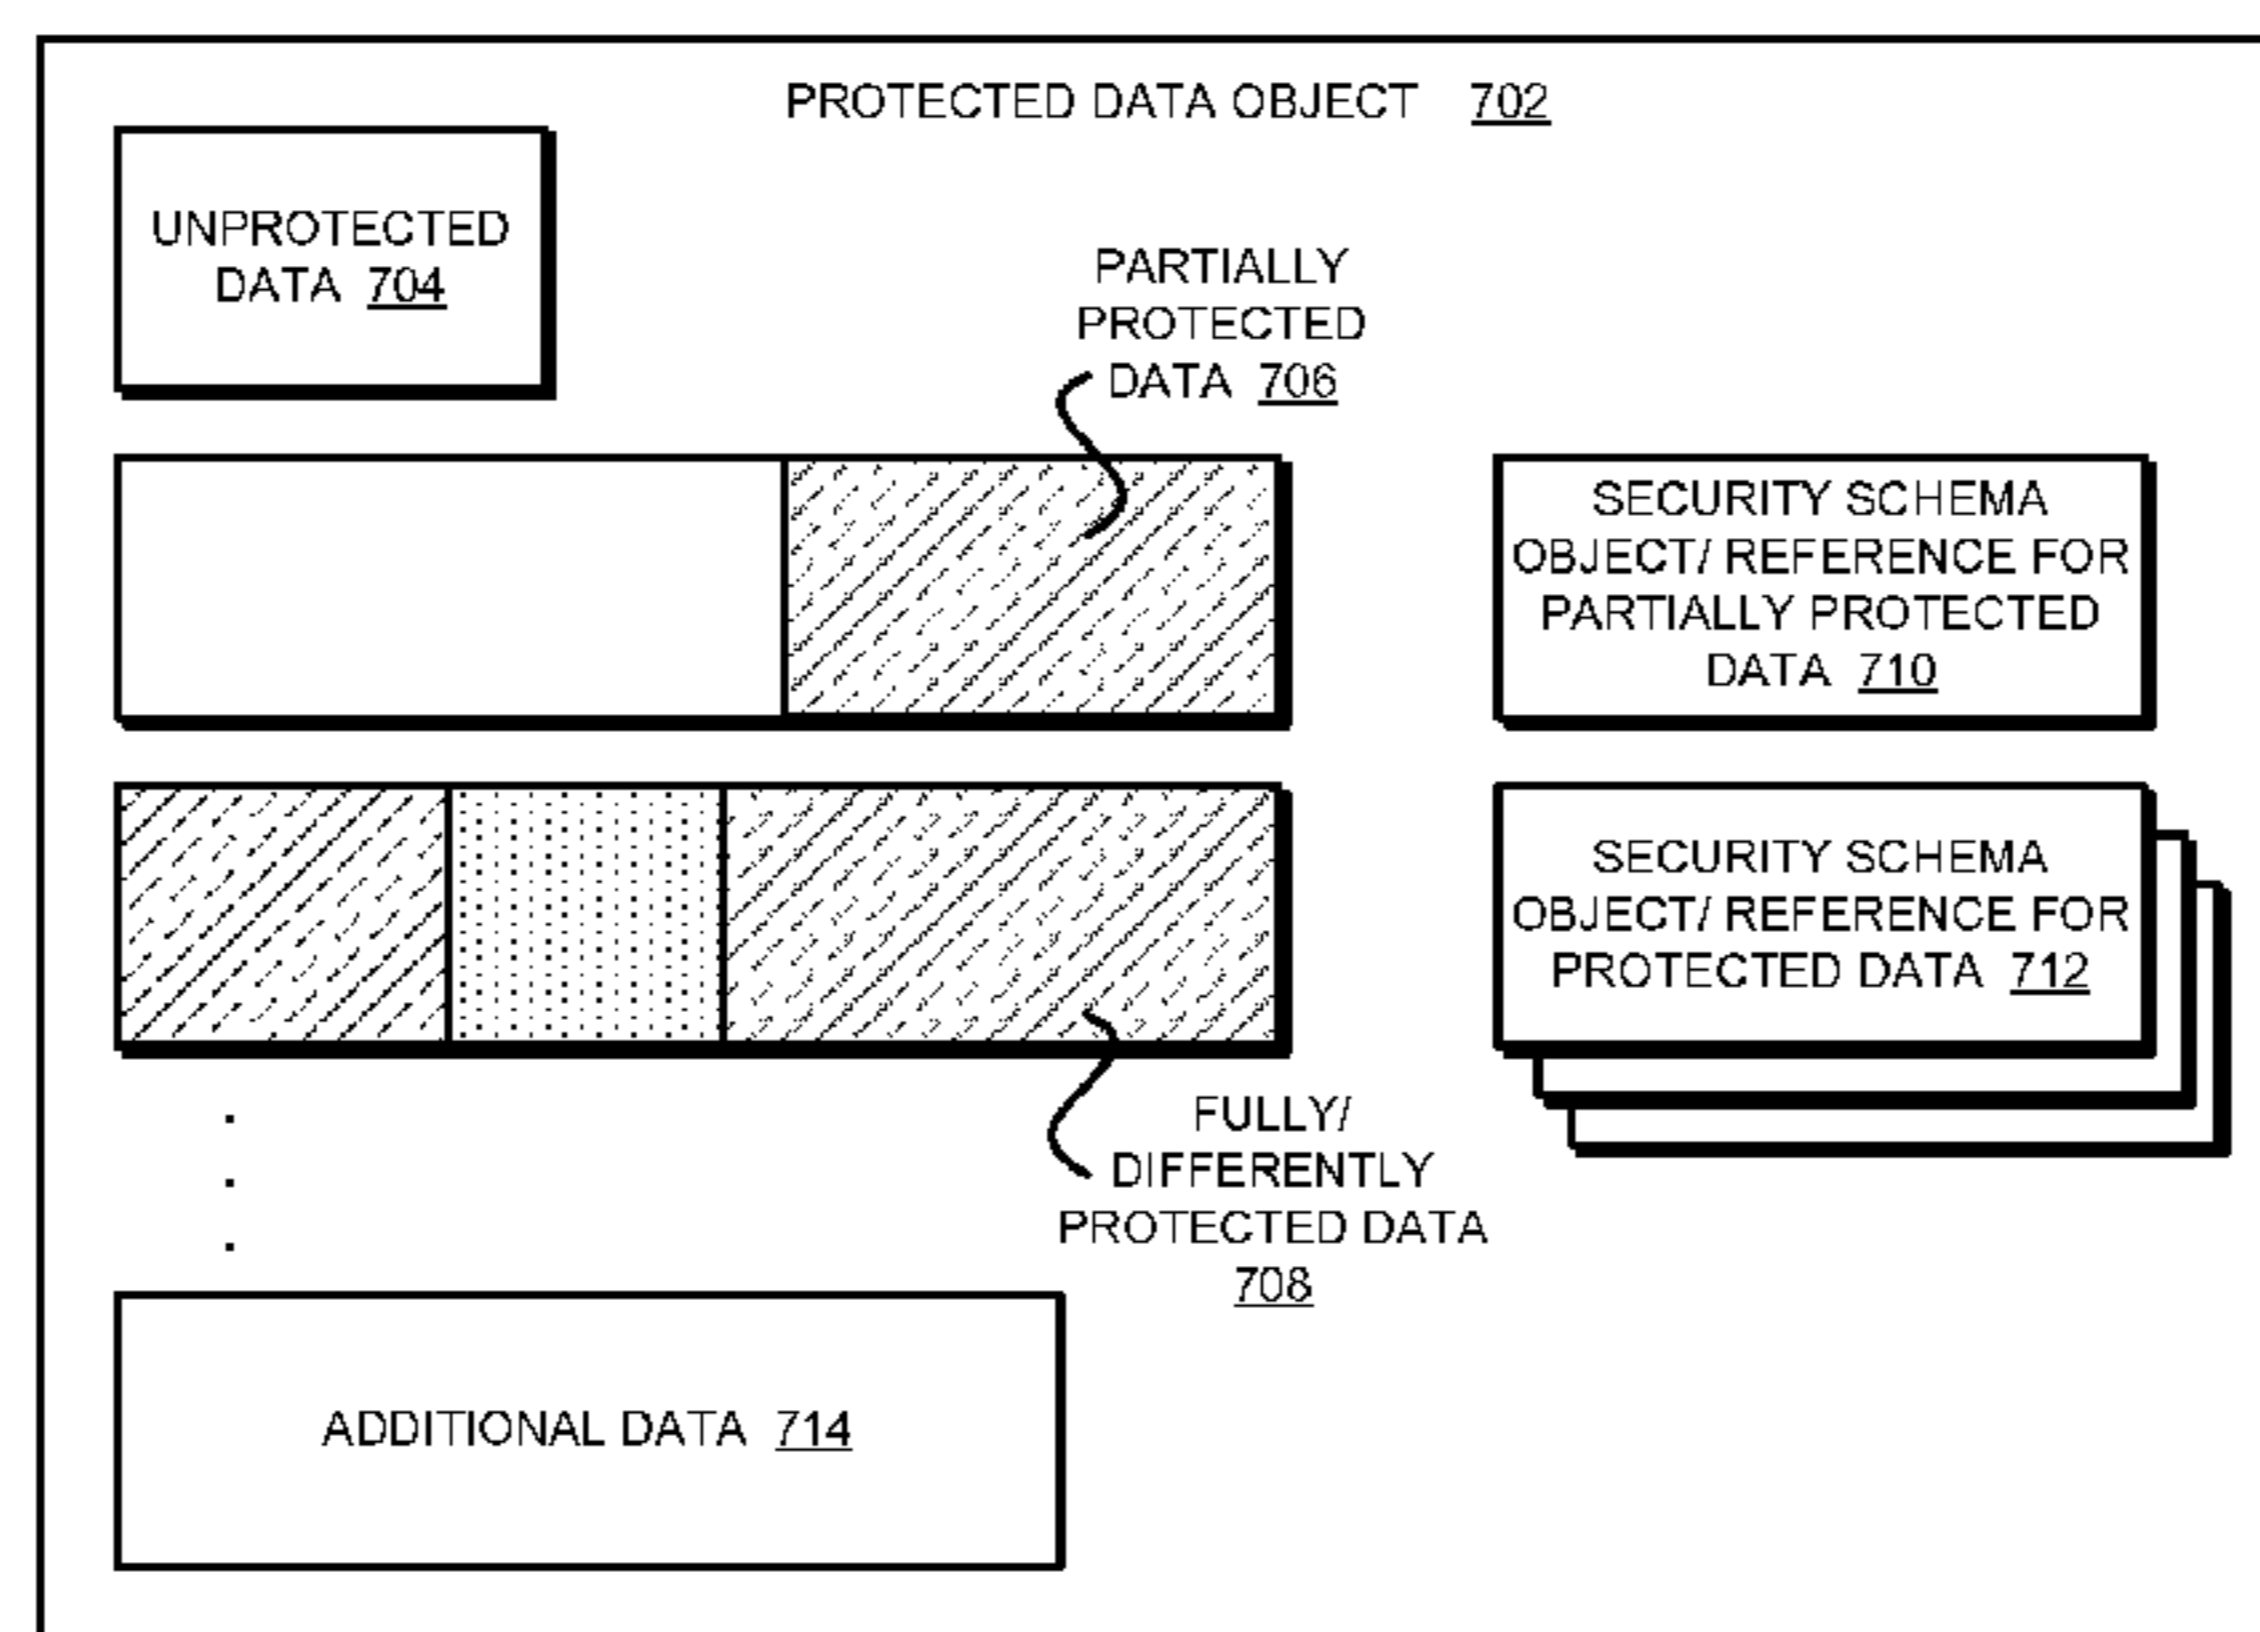 PROTECTED DATA OBJECT 702
UNPROTECTED
DATA 704
PARTIALLY
PROTECTED
DATA 706
SECURITY SCHEMA
OBJECT/ REFERENCE FOR
PARTIALLY PROTECTED
DATA 710
SECURITY SCHEMA
OBJECT/ REFERENCE FOR
PROTECTED DATA 712
FULLY/
DIFFERENTLY
PROTECTED DATA
708
ADDITIONAL DATA 714